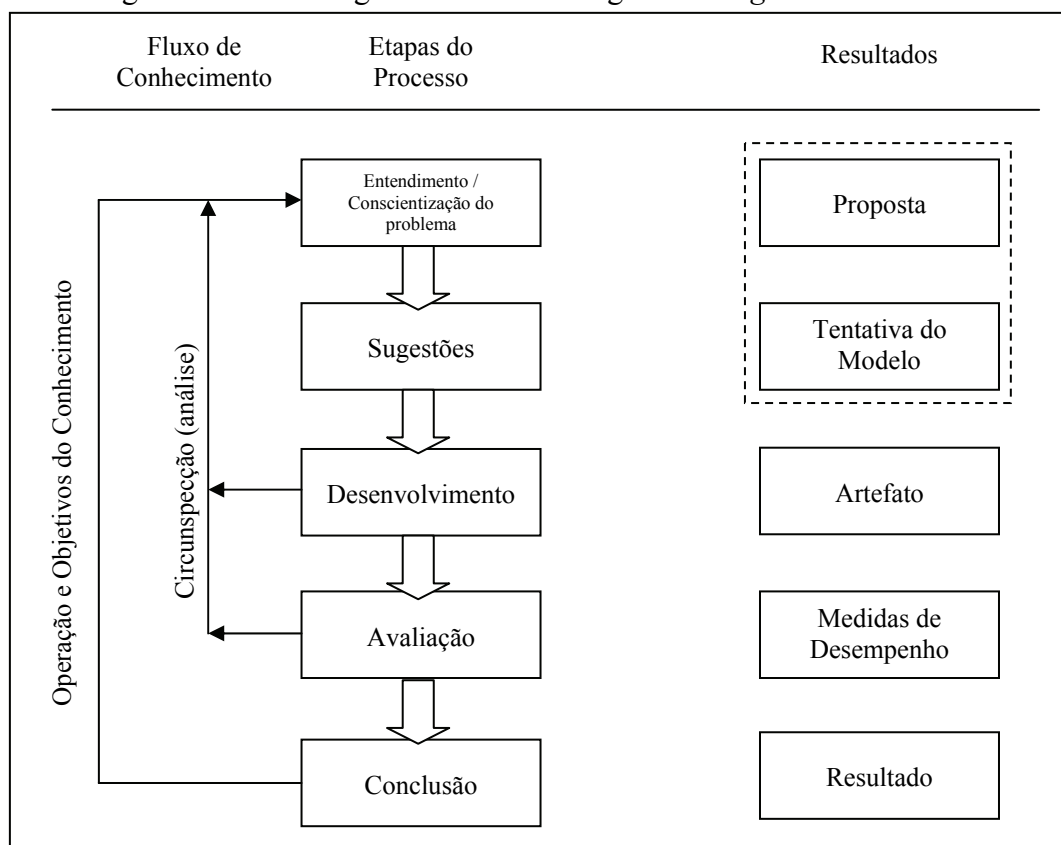 Fluxo de
Conhecimento
Etapas do
Processo
Resultados
Entendimento /
Conscientização do
problema
Proposta
Sugestões
Tentativa do
Modelo
Desenvolvimento
Artefato
Avaliação
Medidas de
Desempenho
Conclusão
Resultado
Operação e Objetivos do Conhecimento
Circunspecção (análise)